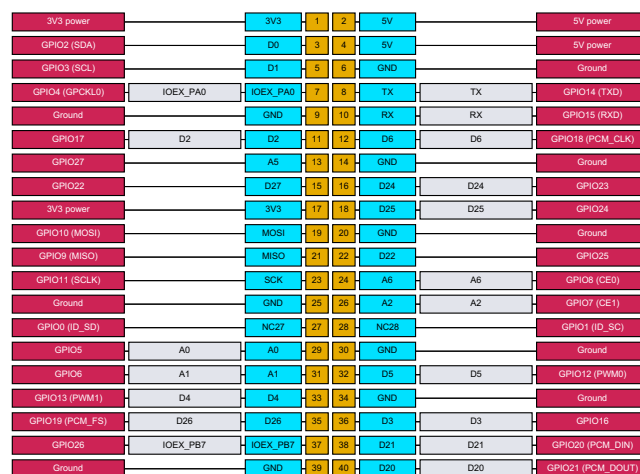 3V3 power 3V3 1 2 5V 5V power
GPIO2 (SDA) D0 3 4 5V 5V power
GPIO3 (SCL) D1 5 6 GND Ground
GPIO4 (GPCKL0) IOEX_PA0 IOEX_PA0 7 8 TX TX GPIO14 (TXD)
Ground GND 9 10 RX RX GPIO15 (RXD)
GPIO17 D2 D2 11 12 D6 D6 GPIO18 (PCM_CLK)
GPIO27 A5 13 14 GND Ground
GPIO22 D27 15 16 D24 D24 GPIO23
3V3 power 3V3 17 18 D25 D25 GPIO24
GPIO10 (MOSI) MOSI 19 20 GND Ground
GPIO9 (MISO) MISO 21 22 D22 GPIO25
GPIO11 (SCLK) SCK 23 24 A6 A6 GPIO8 (CE0)
Ground GND 25 26 A2 A2 GPIO7 (CE1)
GPIO0 (ID_SD) NC27 27 28 NC28 GPIO1 (ID_SC)
GPIO5 A0 A0 29 30 GND Ground
GPIO6 A1 A1 31 32 D5 D5 GPIO12 (PWM0)
GPIO13 (PWM1) D4 D4 33 34 GND Ground
GPIO19 (PCM_FS) D26 D26 35 36 D3 D3 GPIO16
GPIO26 IOEX_PB7 IOEX_PB7 37 38 D21 D21 GPIO20 (PCM_DIN)
Ground GND 39 40 D20 D20 GPIO21 (PCM_DOUT)